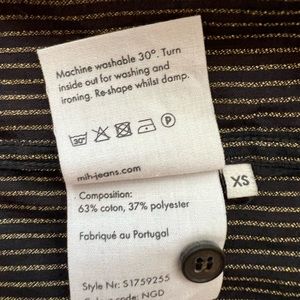 Machine washable 30°. Turn
inside out for washing and
ironing. Re-shape whilst damp.
30°
P
mih-jeans.com
XS
Composition:
63% coton, 37% polyester
Fabriqué au Portugal
Style Nr: S1759255
NGD